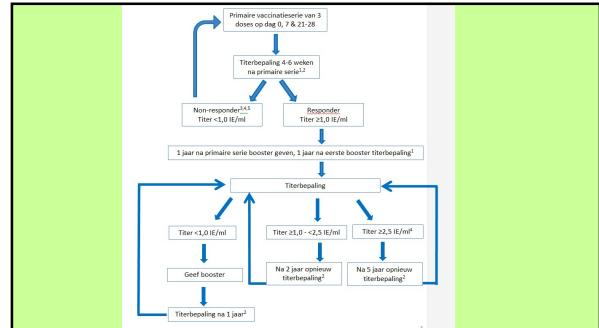 Primaire vaccinatieserie van 3
doses op dag 0, 7 & 21-28
Titerbepaling 4-6 weken
na primaire serie1,2
Non-responder3,4,5
Titer <1,0 IE/ml
Responder
Titer ≥1,0 IE/ml
1 jaar na primaire serie booster geven, 1 jaar na eerste booster titerbepaling1
Titerbepaling
Titer <1,0 IE/ml
Titer ≥1,0 - <2,5 IE/ml
Titer ≥2,5 IE/ml4
Geef booster
Na 2 jaar opnieuw
titerbepaling2
Na 5 jaar opnieuw
titerbepaling2
Titerbepaling na 1 jaar2